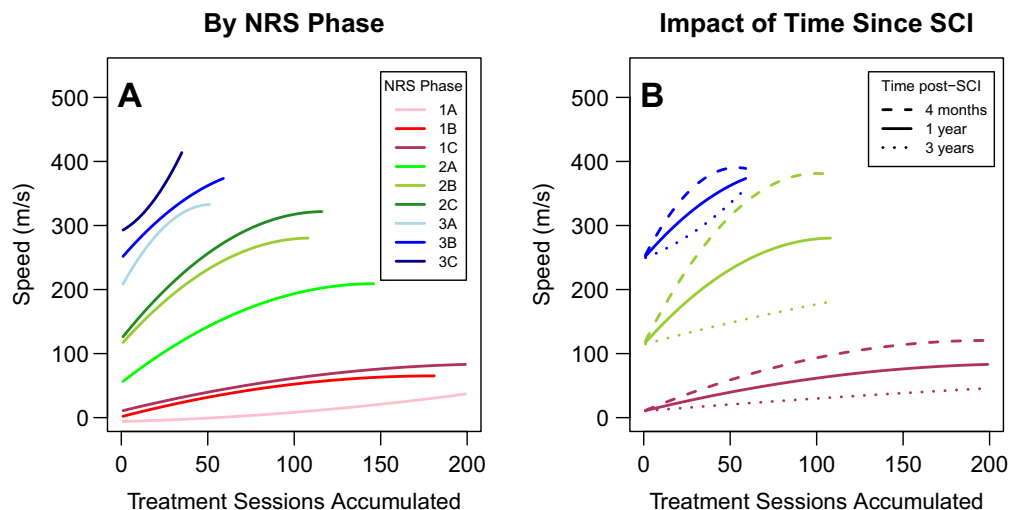 By NRS Phase
A
NRS Phase
1A
1B
1C
2A
2B
2C
3A
3B
3C
Speed (m/s)
500
400
300
200
100
0
0 50 100 150 200
Treatment Sessions Accumulated
Impact of Time Since SCI
B
Time post−SCI
4 months
1 year
3 years
Speed (m/s)
500
400
300
200
100
0
0 50 100 150 200
Treatment Sessions Accumulated